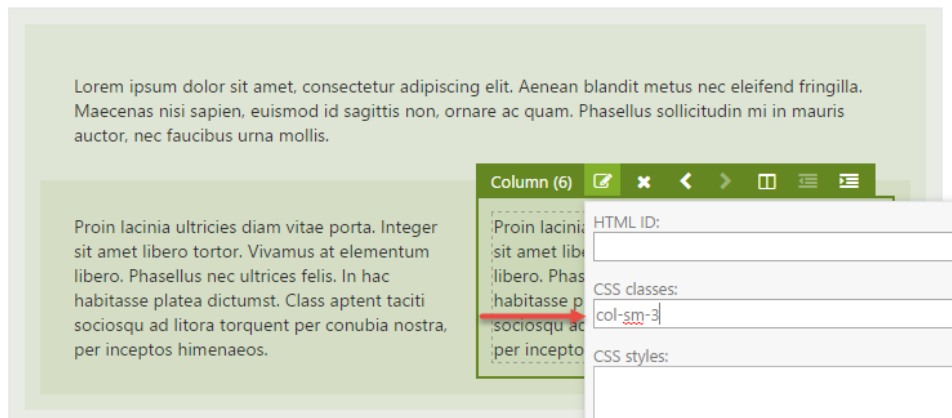 Lorem ipsum dolor sit amet, consectetur adipiscing elit. Aenean blandit metus nec eleifend fringilla.
Maecenas nisi sapien, euismod id sagittis non, ornare ac quam. Phasellus sollicitudin mi in mauris
auctor, nec faucibus urna mollis.
Column (6)
Proin lacinia ultricies diam vitae porta. Integer
sit amet libero tortor. Vivamus at elementum
libero. Phasellus nec ultrices felis. In hac
habitasse platea dictumst. Class aptent taciti
sociosqu ad litora torquent per conubia nostra,
per inceptos himenaeos.
Proin lacini
sit amet lib
libero. Phas
habitasse p
sociosqu ad
per incepto
HTML ID:
CSS classes:
col-sm-3
CSS styles: